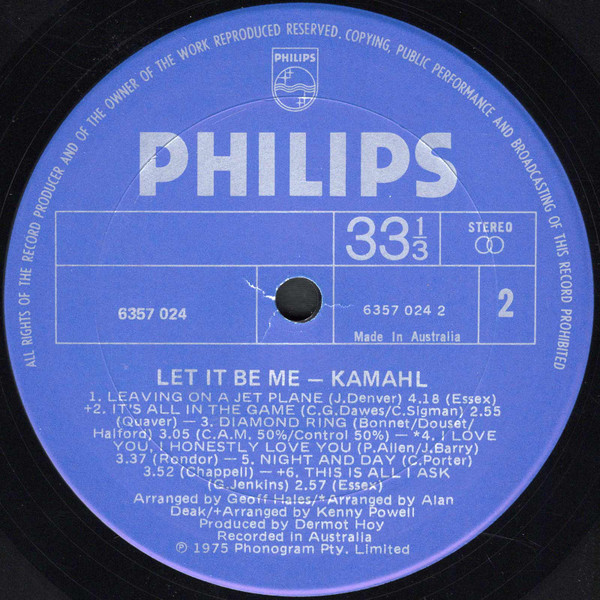 ALL RIGHTS OF THE RECORD PRODUCER AND OF THE OWNER OF THE WORK REPRODUCED RESERVED. COPYING, PUBLIC PERFORMANCE AND BROADCASTING OF THIS RECORD PROHIBITED
PHILIPS
PHILIPS
33⅓
STEREO
6357 024
6357 024 2
Made In Australia
2
LET IT BE ME – KAMAHL
1. LEAVING ON A JET PLANE (J.Denver) 4.18 (Essex)
+2. IT'S ALL IN THE GAME (C.G.Dawes/C.Sigman) 2.55
(Quaver) – 3. DIAMOND RING (Bonnet/Douset/
Halford) 3.05 (C.A.M. 50%/Control 50%) – *4. I LOVE
YOU, I HONESTLY LOVE YOU (P.Allen/J.Barry)
3.37 (Rondor) – 5. NIGHT AND DAY (C.Porter)
3.52 (Chappell) – +6. THIS IS ALL I ASK
(G.Jenkins) 2.57 (Essex)
Arranged by Geoff Hales/*Arranged by Alan
Deak/+Arranged by Kenny Powell
Produced by Dermot Hoy
Recorded in Australia
℗ 1975 Phonogram Pty. Limited